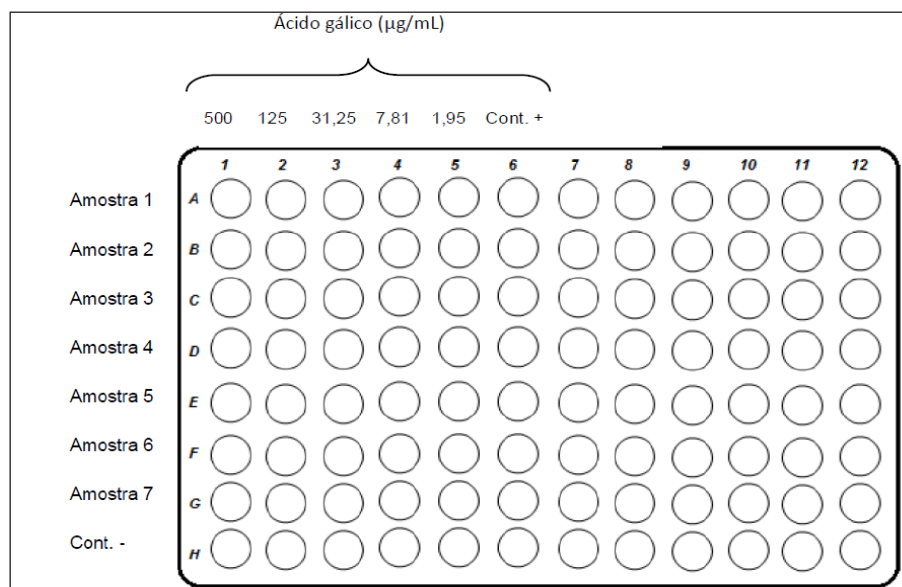 Ácido gálico (µg/mL)
500 125 31,25 7,81 1,95 Cont. +
1 2 3 4 5 6 7 8 9 10 11 12
Amostra 1 A
Amostra 2 B
Amostra 3 C
Amostra 4 D
Amostra 5 E
Amostra 6 F
Amostra 7 G
Cont. - H